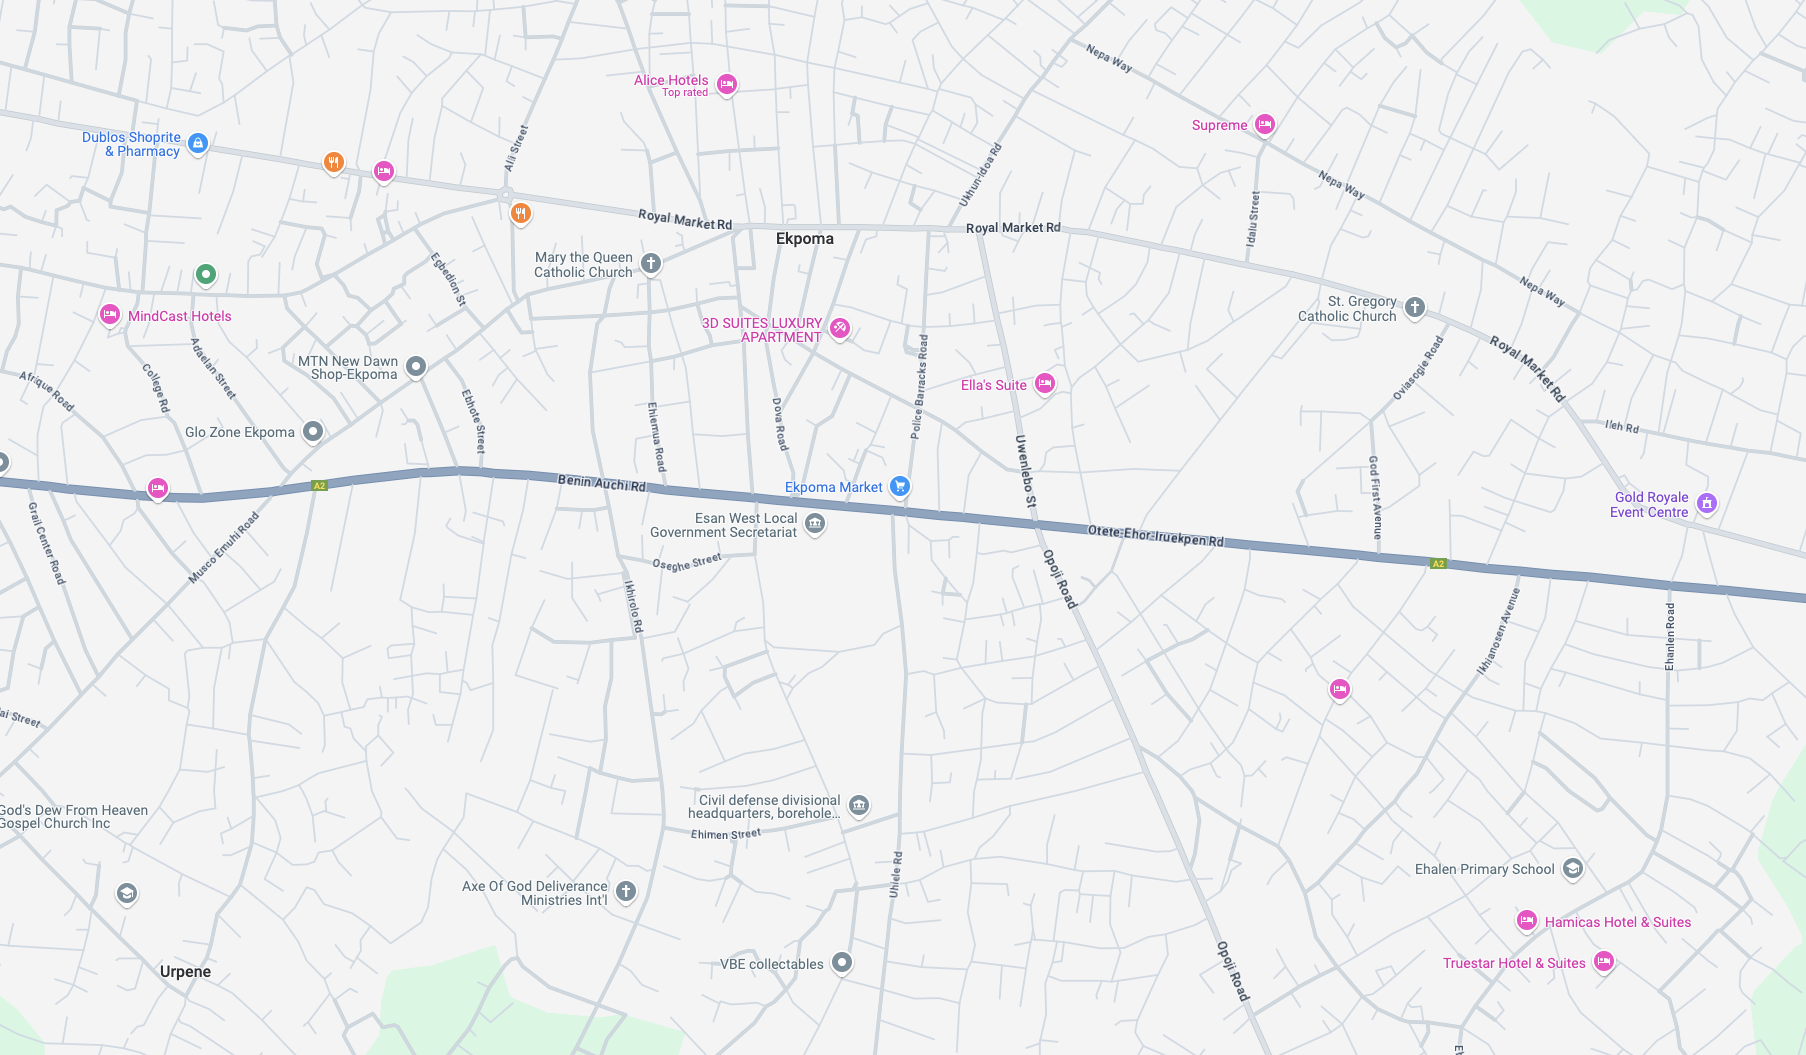 Nepa Way
Alice Hotels
Top rated
Supreme
Dublos Shoprite
& Pharmacy
Alli Street
Ukhun-idoa Rd
Nepa Way
Idalu Street
Royal Market Rd
Ekpoma
Royal Market Rd
Mary the Queen
Catholic Church
Egbedion St
Nepa Way
St. Gregory
Catholic Church
MindCast Hotels
3D SUITES LUXURY
APARTMENT
Adaelan Street
MTN New Dawn
Shop-Ekpoma
Police Barracks Road
Royal Market Rd
Oviasogie Road
College Rd
Afrique Road
Ella's Suite
Ebhote Street
Ehiemua Road
Dova Road
Glo Zone Ekpoma
Ileh Rd
Uwenlebo St
God First Avenue
A2
Benin Auchi Rd
Ekpoma Market
Gold Royale
Event Centre
Esan West Local
Government Secretariat
Otete-Ehor-Iruekpen Rd
Grail Center Road
Musco Emuhi Road
Oseghe Street
Opoji Road
A2
Ikhirolo Rd
Ikhianosen Avenue
Ehanlen Road
ai Street
God's Dew From Heaven
Gospel Church Inc
Civil defense divisional
headquarters, borehole...
Ehimen Street
Uhiele Rd
Ehalen Primary School
Axe Of God Deliverance
Ministries Int'l
Hamicas Hotel & Suites
Truestar Hotel & Suites
VBE collectables
Urpene
Opoji Road
Eh